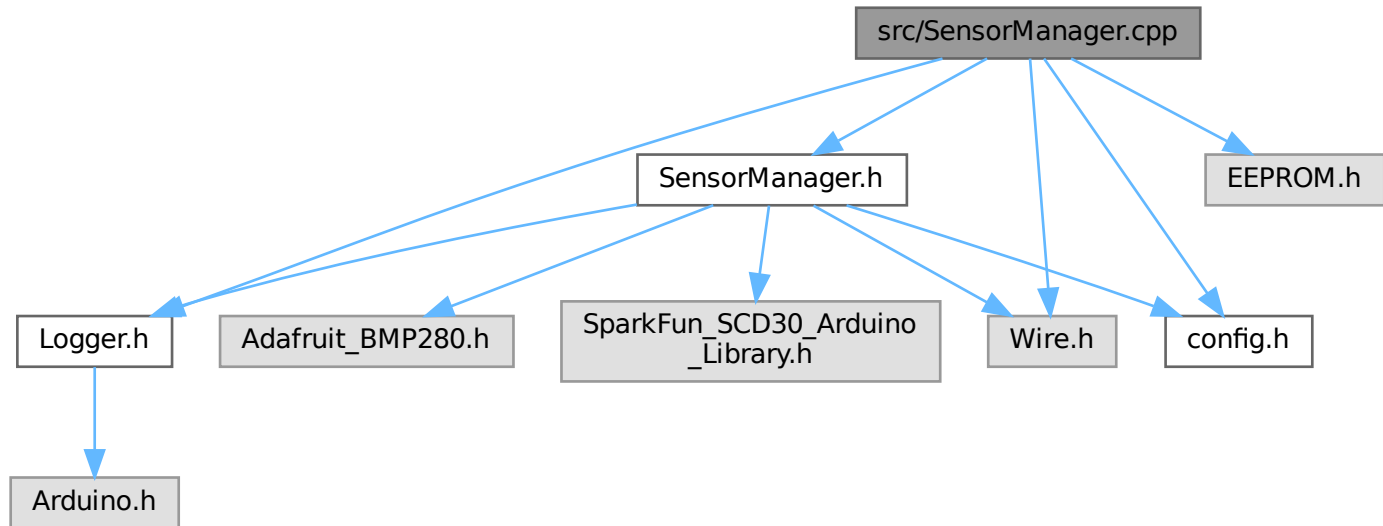 src/SensorManager.cpp
SensorManager.h
EEPROM.h
Logger.h
Adafruit_BMP280.h
SparkFun_SCD30_Arduino
_Library.h
Wire.h
config.h
Arduino.h